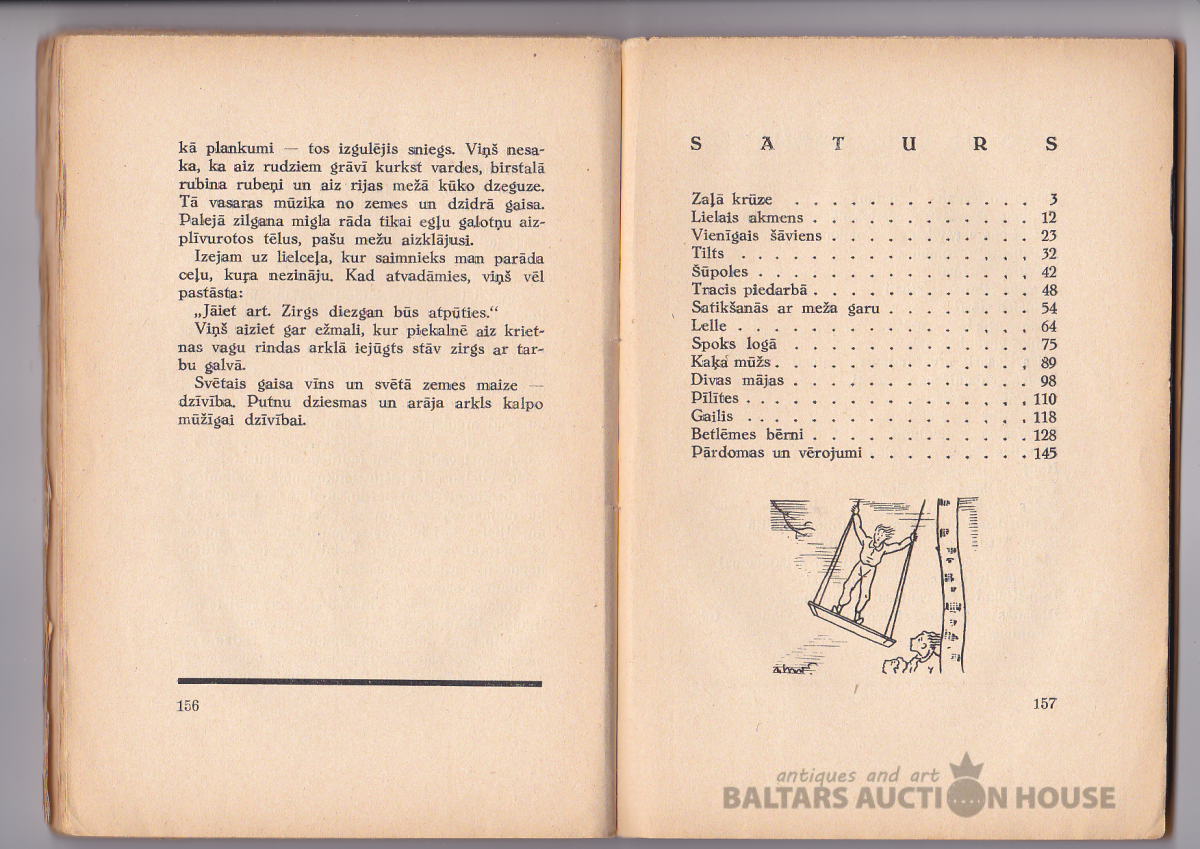 kā plankumi — tos izgulējis sniegs. Viņš nesa-
ka, ka aiz rudziem grāvī kurkst vardes, birstalā
rubina rubeņi un aiz rijas mežā kūko dzeguze.
Tā vasaras mūzika no zemes un dzidrā gaisa.
Palejā zilgana migla rāda tikai egļu galotņu aiz-
plīvurotos tēlus, pašu mežu aizklājusi.
Izejam uz lielceļa, kur saimnieks man parāda
ceļu, kuŗa nezināju. Kad atvadāmies, viņš vēl
pastāsta:
„Jāiet art. Zirgs diezgan būs atpūties.“
Viņš aiziet gar ežmali, kur piekalnē aiz kriet-
nas vagu rindas arklā iejūgts stāv zirgs ar tar-
bu galvā.
Svētais gaisa vīns un svētā zemes maize —
dzīvība. Putnu dziesmas un arāja arkls kalpo
mūžīgai dzīvībai.
156
SATURS
Zaļā krūze . . . . . . . . . . . . . 3
Lielais akmens . . . . . . . . . . . . 12
Vienīgais šāviens . . . . . . . . . . . 23
Tilts . . . . . . . . . . . . . . . . 32
Šūpoles . . . . . . . . . . . . . . . 42
Tracis piedarbā . . . . . . . . . . . . 48
Satikšanās ar meža garu . . . . . . . . 54
Lelle . . . . . . . . . . . . . . . . 64
Spoks logā . . . . . . . . . . . . . . 75
Kaķa mūžs . . . . . . . . . . . . . . 89
Divas mājas . . . . . . . . . . . . . 98
Pīlītes . . . . . . . . . . . . . . . 110
Gailis . . . . . . . . . . . . . . . . 118
Betlēmes bērni . . . . . . . . . . . . 128
Pārdomas un vērojumi . . . . . . . . . 145
157
antiques and art
BALTARS AUCTION HOUSE